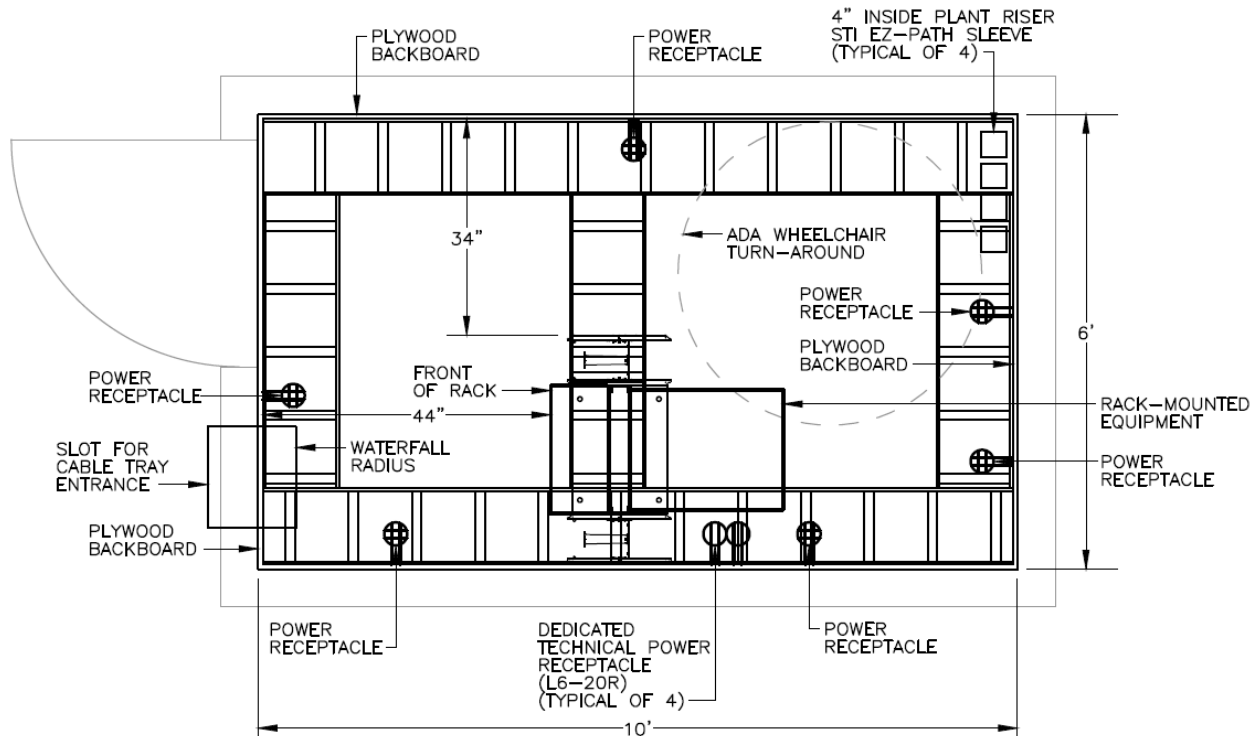 PLYWOOD
BACKBOARD
POWER
RECEPTACLE
4" INSIDE PLANT RISER
STI EZ-PATH SLEEVE
(TYPICAL OF 4)
34"
ADA WHEELCHAIR
TURN-AROUND
POWER
RECEPTACLE
6'
PLYWOOD
BACKBOARD
FRONT
OF RACK
POWER
RECEPTACLE
44"
RACK-MOUNTED
EQUIPMENT
SLOT FOR
CABLE TRAY
ENTRANCE
WATERFALL
RADIUS
POWER
RECEPTACLE
PLYWOOD
BACKBOARD
POWER
RECEPTACLE
DEDICATED
TECHNICAL POWER
RECEPTACLE
(L6-20R)
(TYPICAL OF 4)
POWER
RECEPTACLE
10'